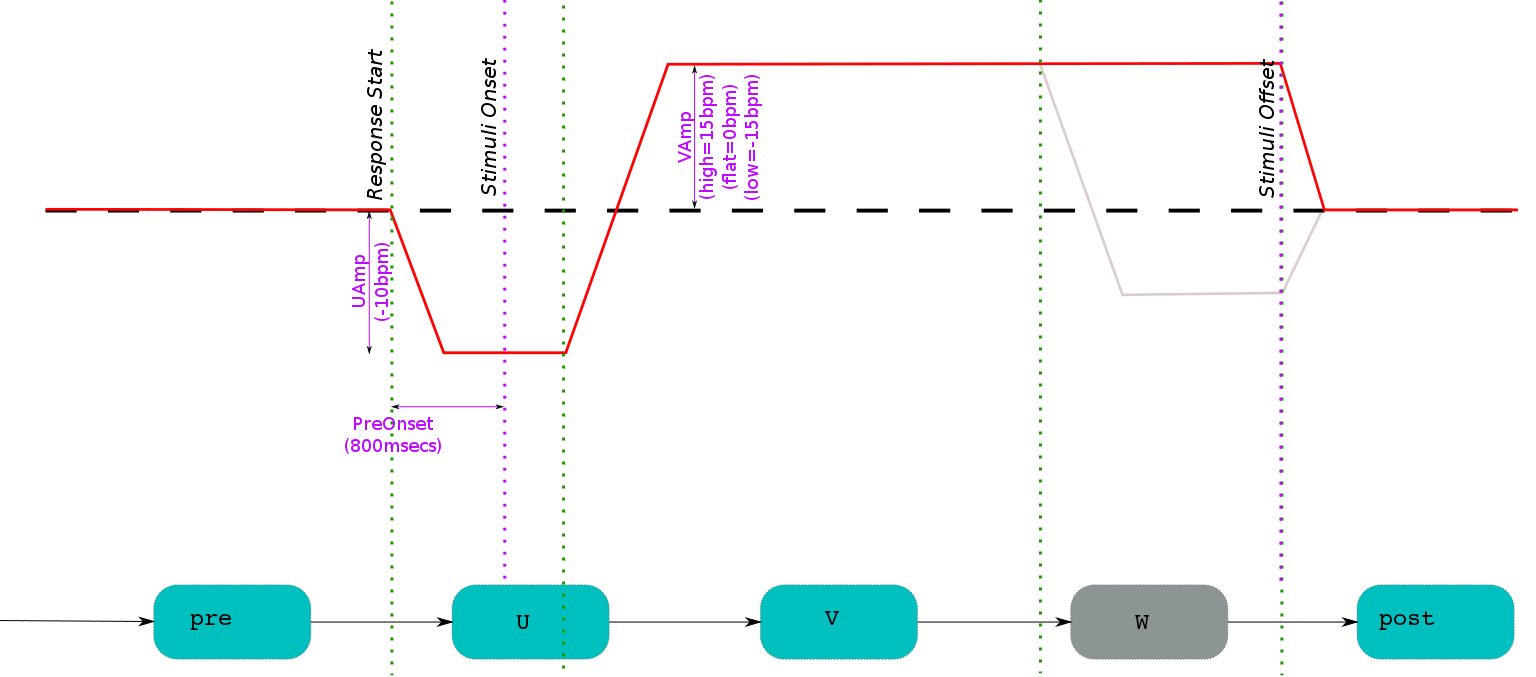 Response Start
Stimuli Onset
VAmp
(high=15bpm)
(flat=0bpm)
(low=-15bpm)
Stimuli Offset
UAmp
(-10bpm)
PreOnset
(800msecs)
pre
U
V
W
post